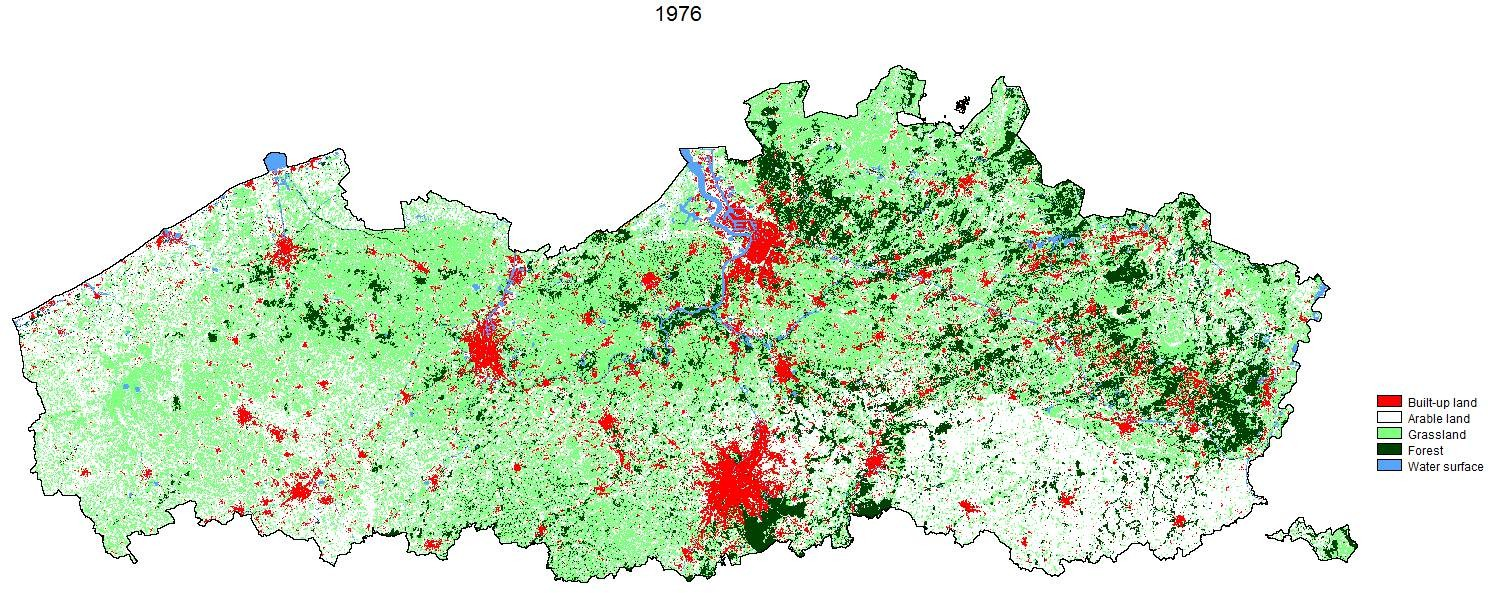 1976
Built-up land
Arable land
Grassland
Forest
Water surface